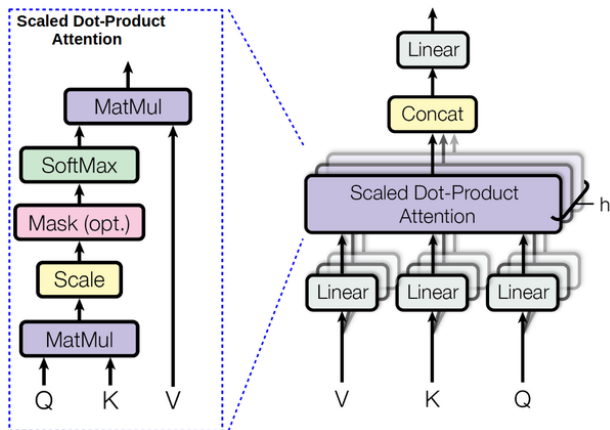 Scaled Dot-Product
Attention
MatMul
SoftMax
Mask (opt.)
Scale
MatMul
Q K V
Linear
Concat
Scaled Dot-Product
Attention
h
Linear Linear Linear
V K Q